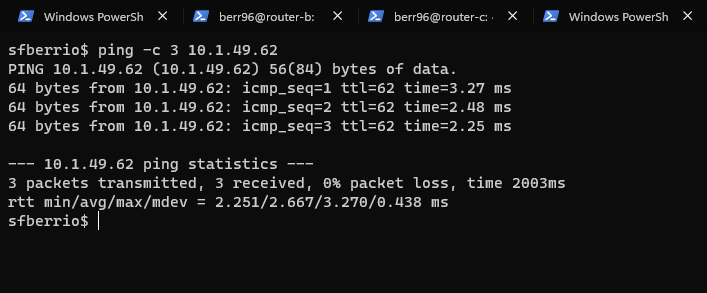 Windows PowerSh
berr96@router-b:
berr96@router-c:
Windows PowerSh
sfberrio$ ping -c 3 10.1.49.62
PING 10.1.49.62 (10.1.49.62) 56(84) bytes of data.
64 bytes from 10.1.49.62: icmp_seq=1 ttl=62 time=3.27 ms
64 bytes from 10.1.49.62: icmp_seq=2 ttl=62 time=2.48 ms
64 bytes from 10.1.49.62: icmp_seq=3 ttl=62 time=2.25 ms
--- 10.1.49.62 ping statistics ---
3 packets transmitted, 3 received, 0% packet loss, time 2003ms
rtt min/avg/max/mdev = 2.251/2.667/3.270/0.438 ms
sfberrio$